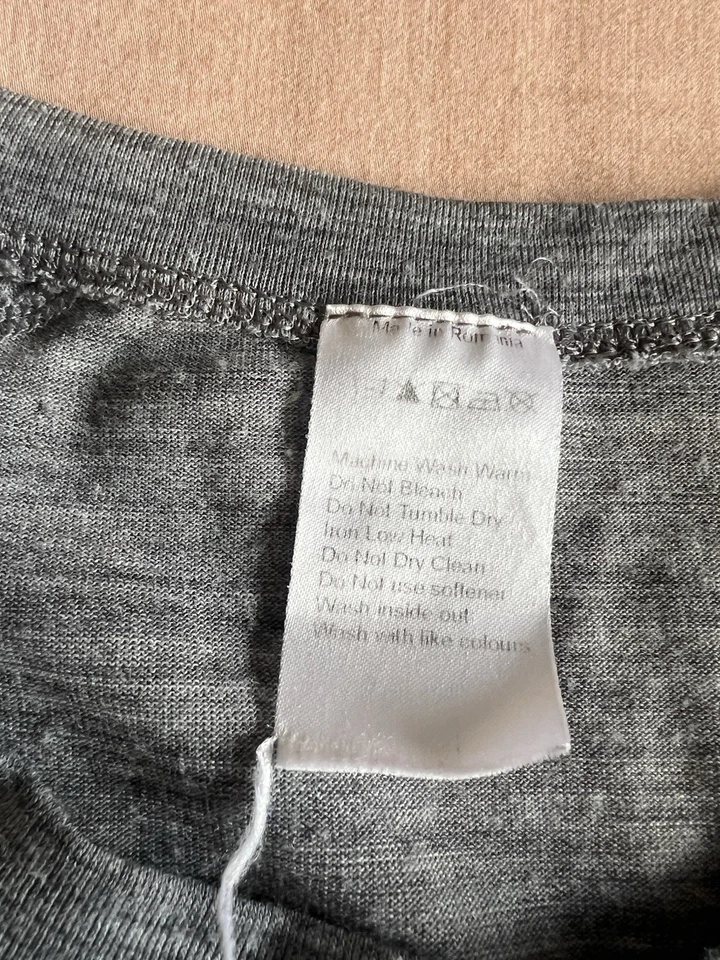 Made in Romania
Machine Wash Warm
Do Not Bleach
Do Not Tumble Dry
Iron Low Heat
Do Not Dry Clean
Do Not use softener
Wash inside out
Wash with like colours